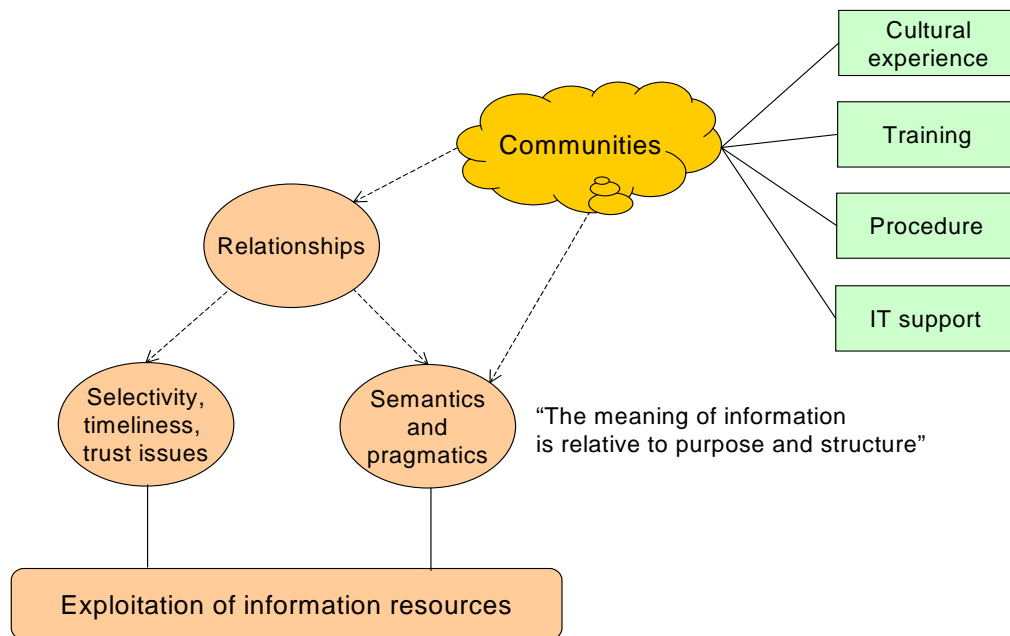 Cultural
experience
Communities
Training
Relationships
Procedure
IT support
Selectivity,
timeliness,
trust issues
Semantics
and
pragmatics
“The meaning of information
is relative to purpose and structure”
Exploitation of information resources